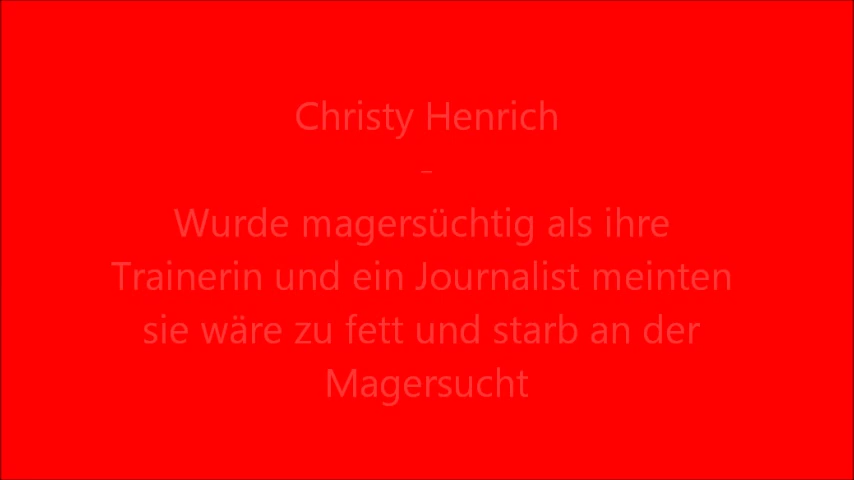 Christy Henrich
-
Wurde magersüchtig als ihre
Trainerin und ein Journalist meinten
sie wäre zu fett und starb an der
Magersucht